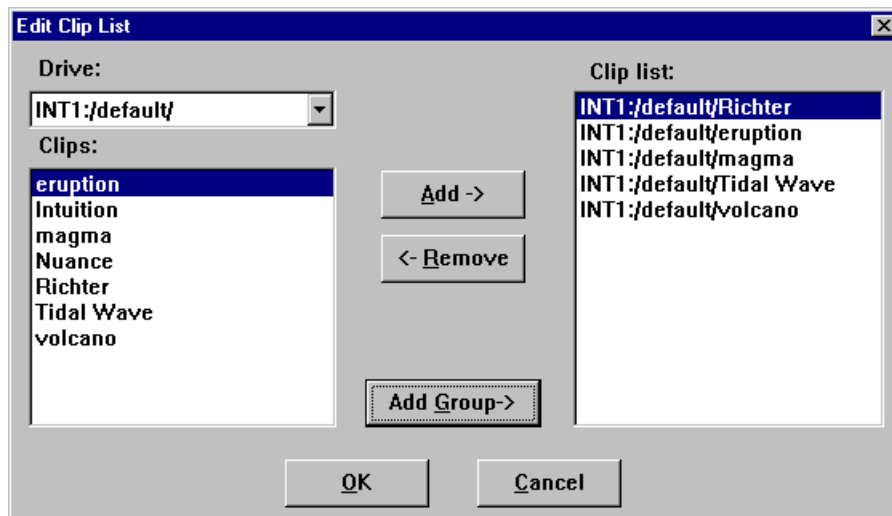 Edit Clip List
Drive:
INT1:/default/
Clips:
eruption
Intuition
magma
Nuance
Richter
Tidal Wave
volcano
Add ->
<- Remove
Add Group->
Clip list:
INT1:/default/Richter
INT1:/default/eruption
INT1:/default/magma
INT1:/default/Tidal Wave
INT1:/default/volcano
OK
Cancel